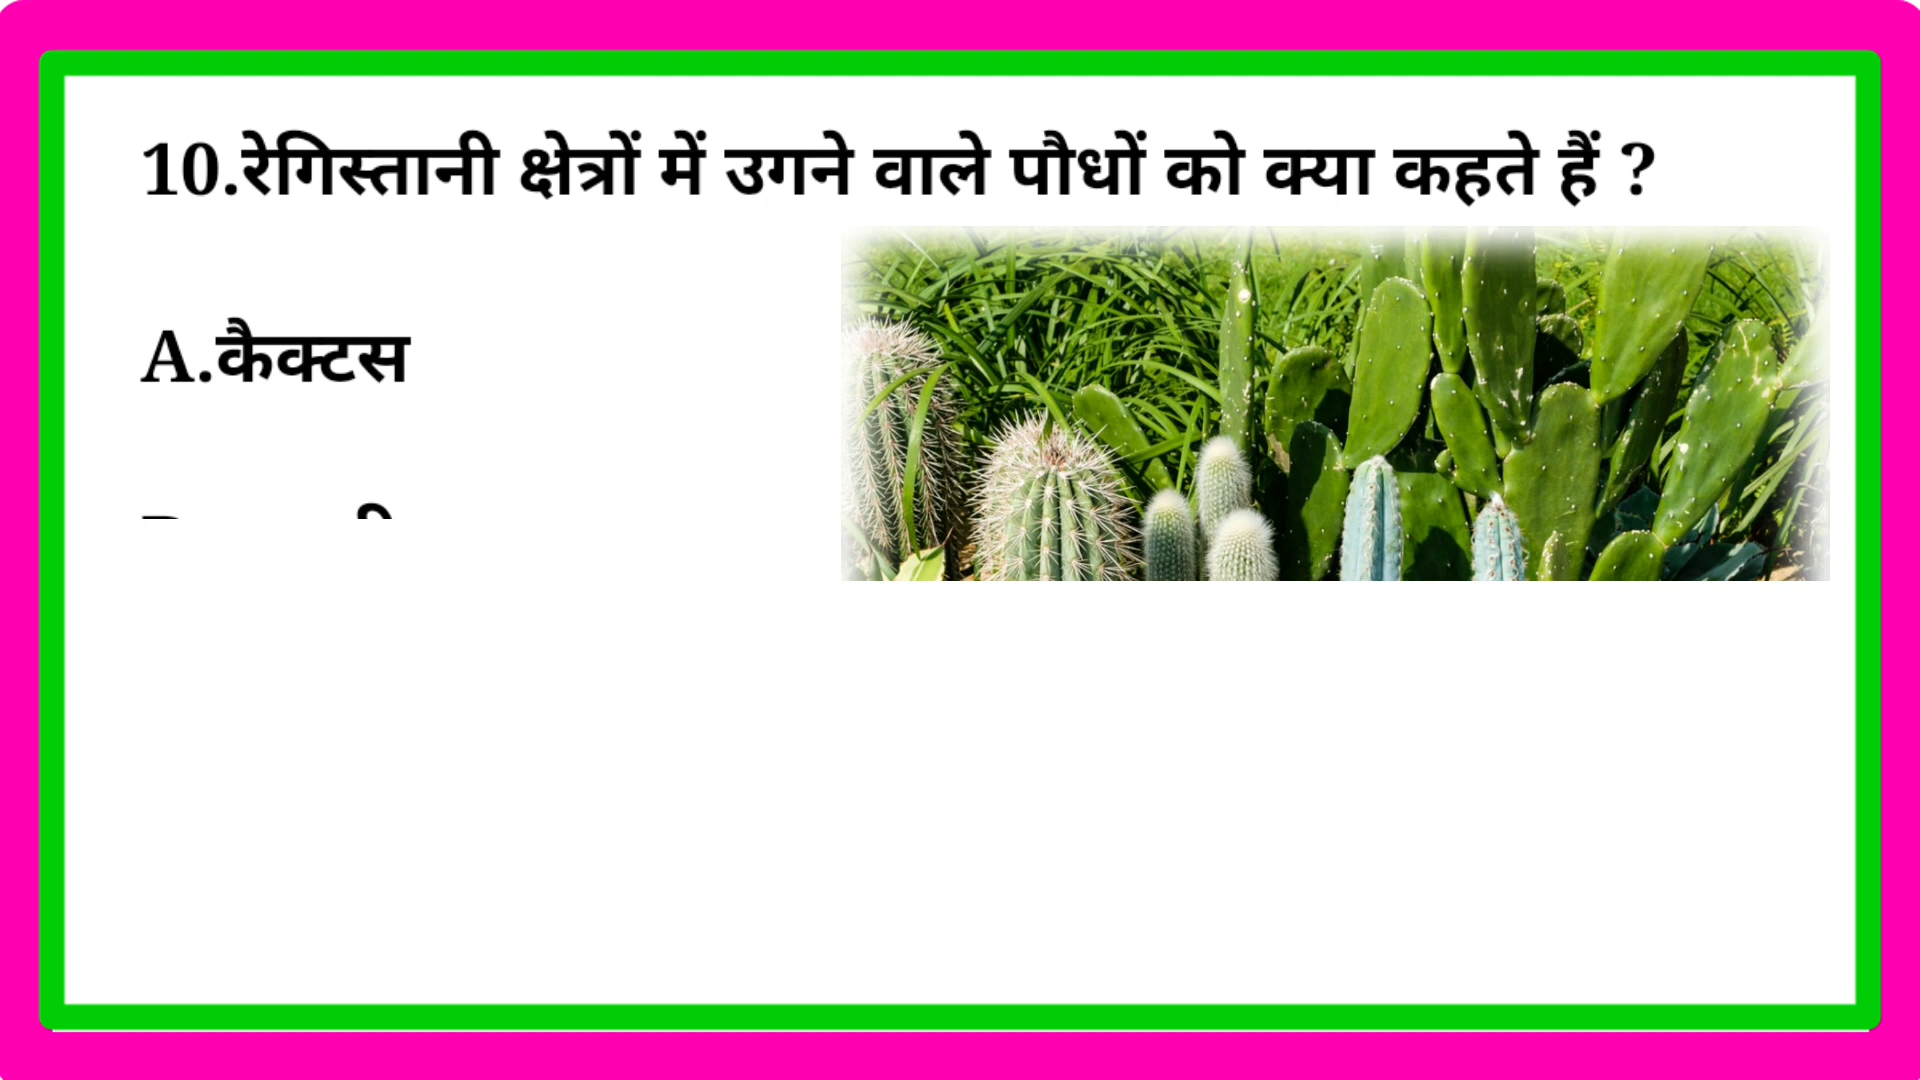 10.रेगिस्तानी क्षेत्रों में उगने वाले पौधों को क्या कहते हैं ?
A.कैक्टस